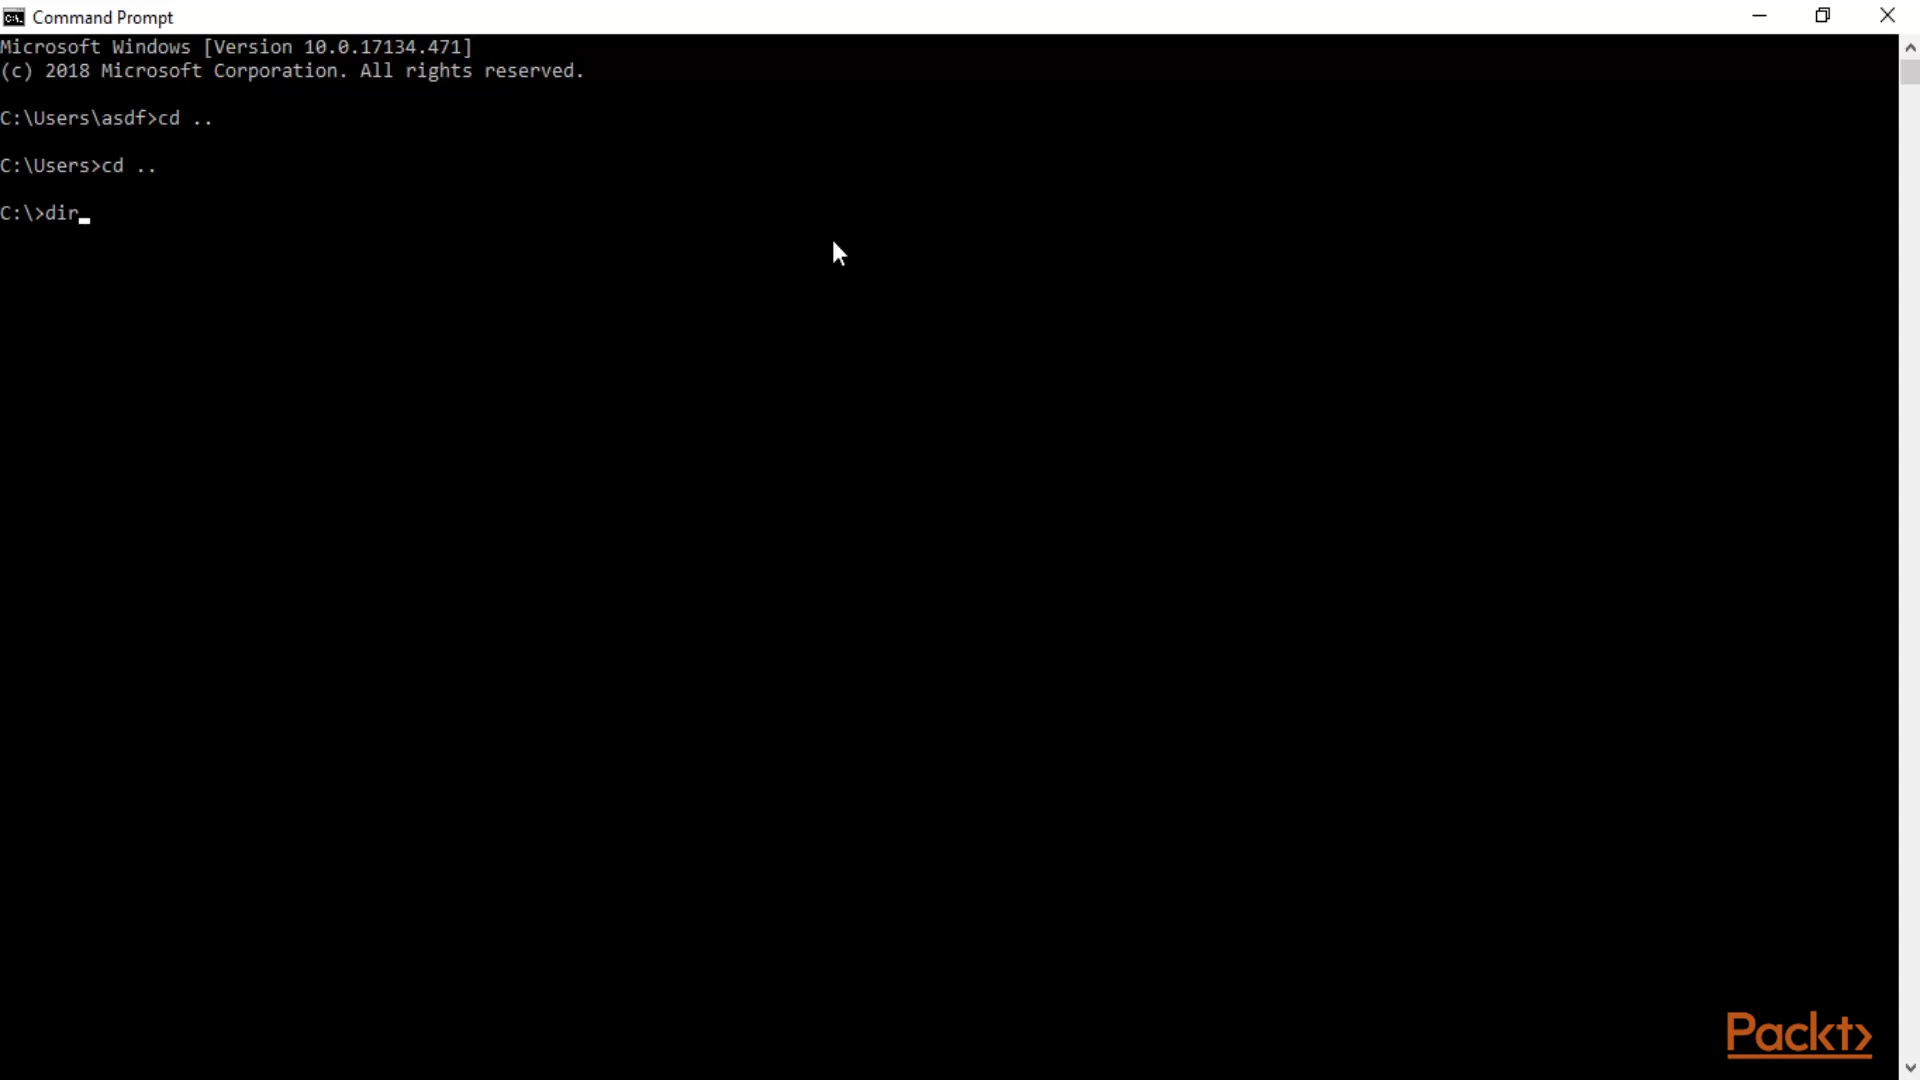 Command Prompt
Microsoft Windows [Version 10.0.17134.471]
(c) 2018 Microsoft Corporation. All rights reserved.
C:\Users\asdf>cd ..
C:\Users>cd ..
C:\>dir
Packt>